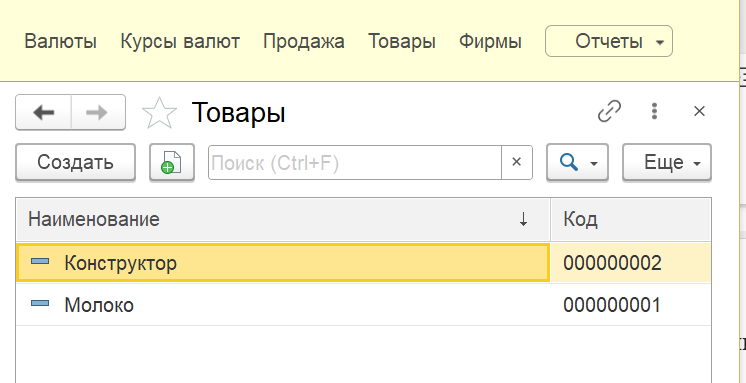 Валюты Курсы валют Продажа Товары Фирмы Отчеты
Товары
Создать Поиск (Ctrl+F) Еще
Наименование Код
Конструктор 000000002
Молоко 000000001